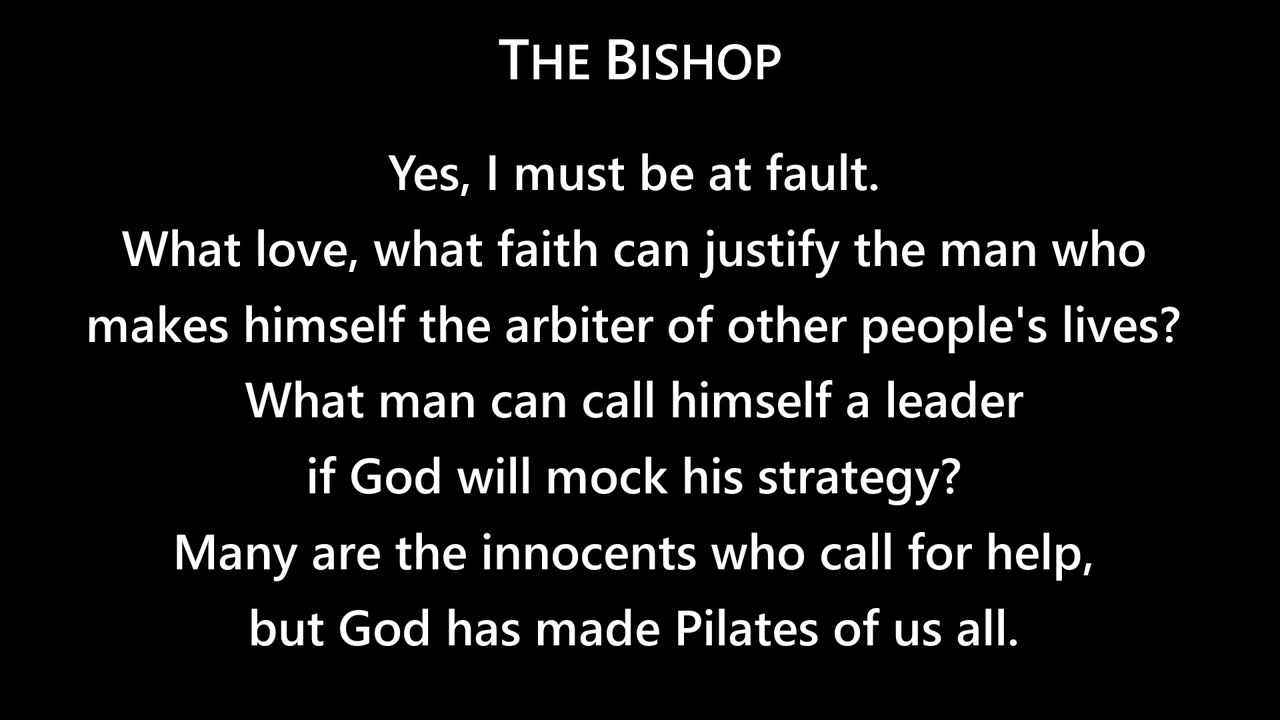 THE BISHOP
Yes, I must be at fault.
What love, what faith can justify the man who
makes himself the arbiter of other people's lives?
What man can call himself a leader
if God will mock his strategy?
Many are the innocents who call for help,
but God has made Pilates of us all.